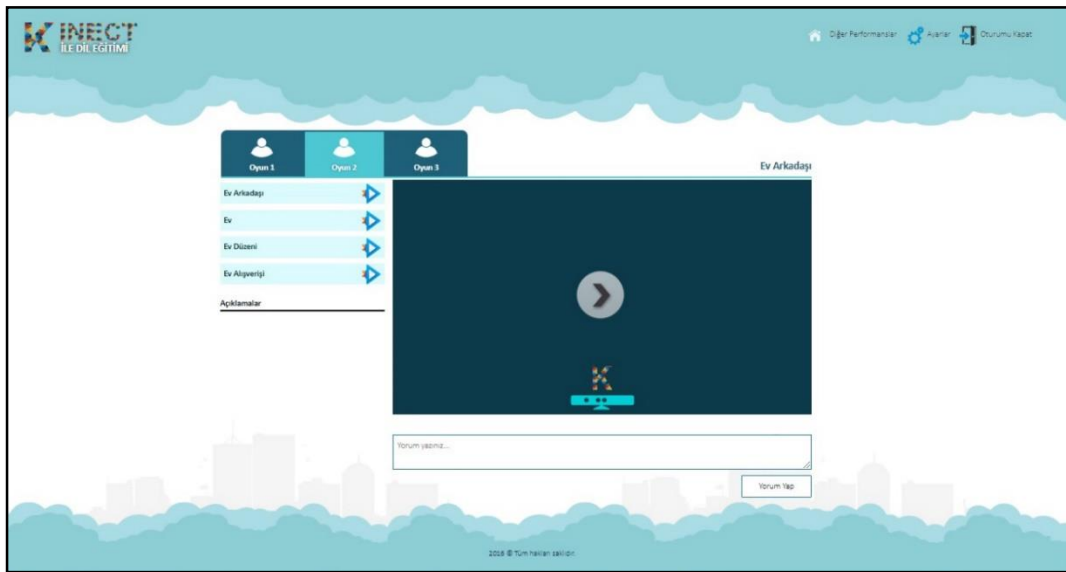 KINECT
İLE DİL EĞİTİMİ
Diğer Performanslar
Ayarlar
Oturumu Kapat
Oyun 1
Oyun 2
Oyun 3
Ev Arkadaşı
Ev Arkadaşı
Ev
Ev Düzeni
Ev Alışverişi
Açıklamalar
K
Yorum yazınız...
Yorum Yap
2016 © Tüm hakları saklıdır.